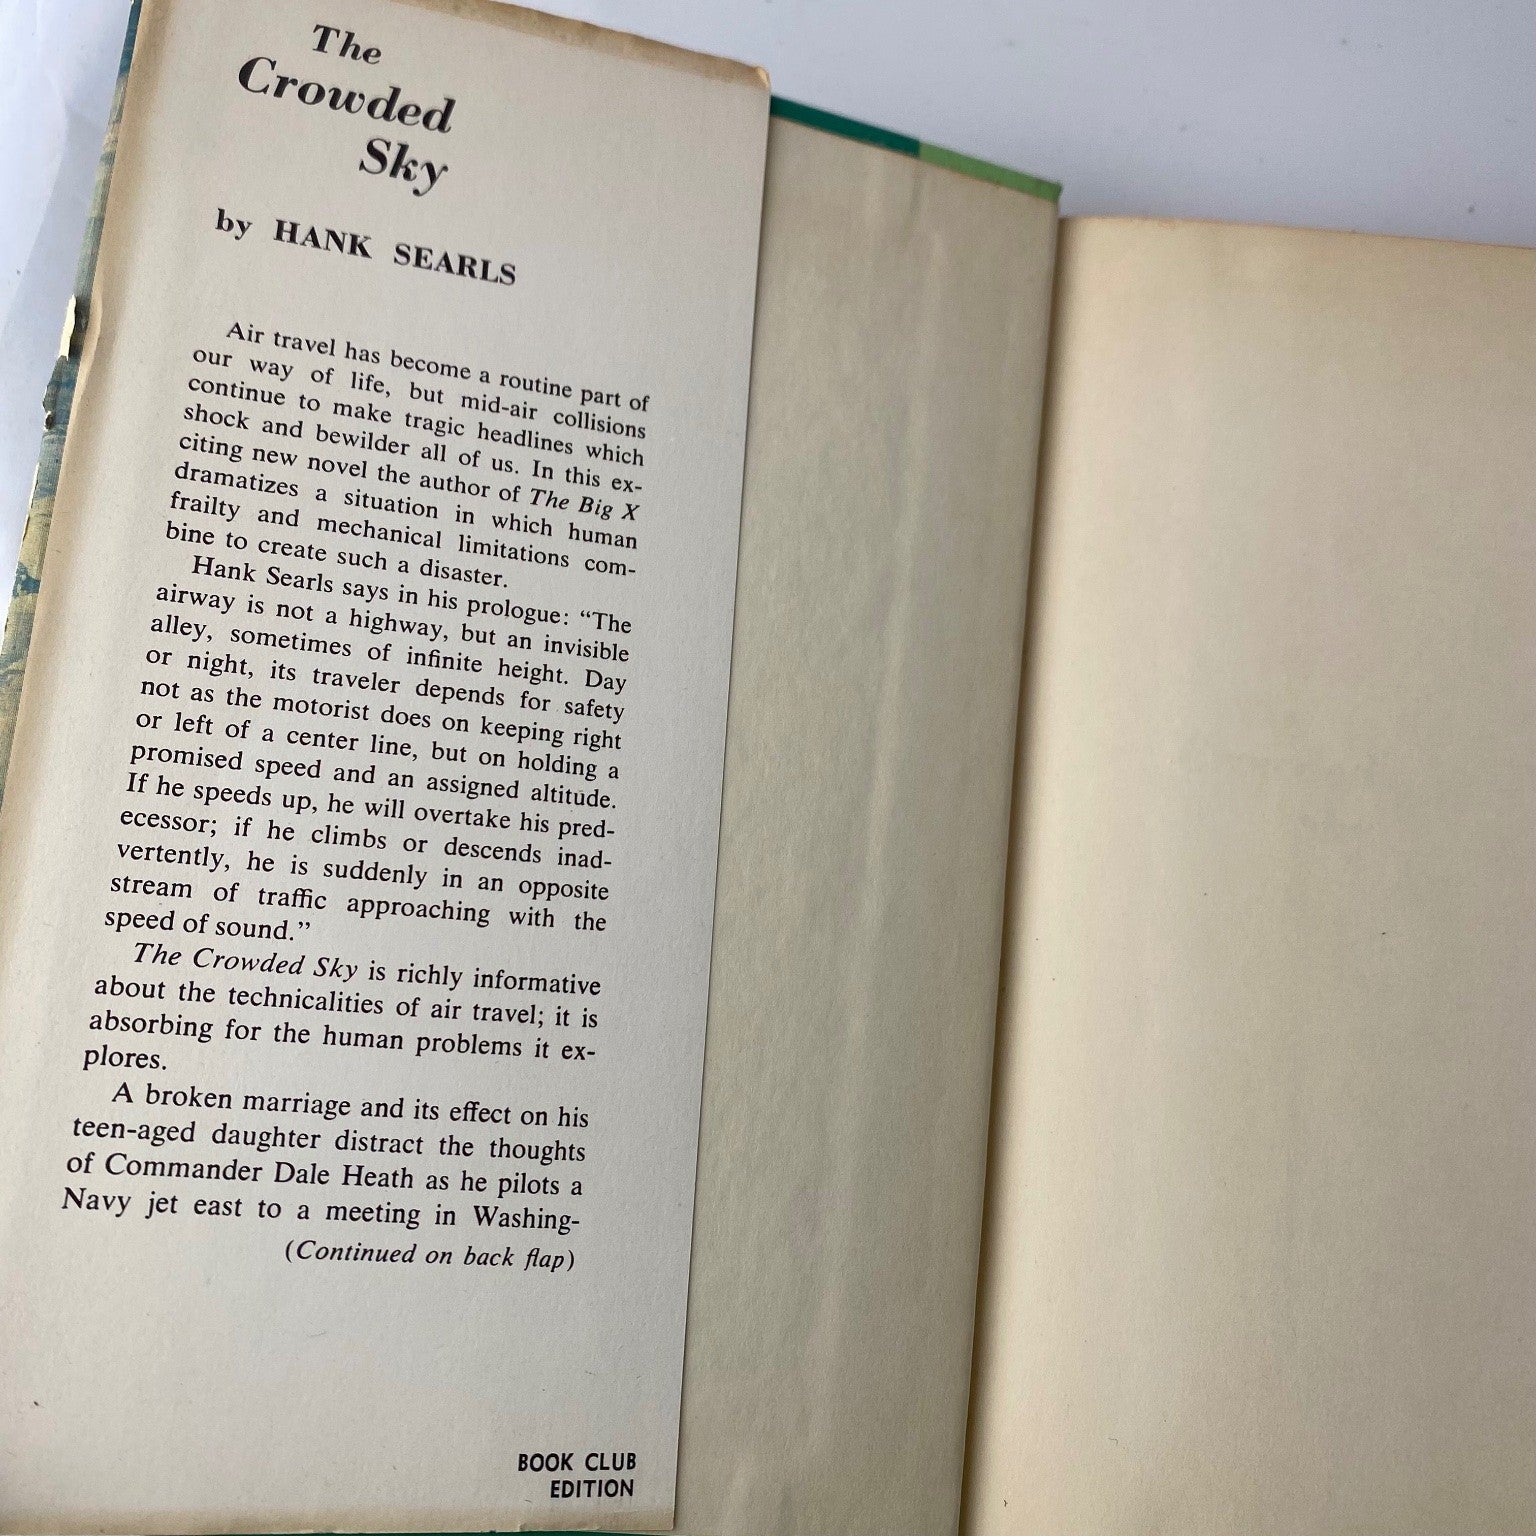 The
Crowded
Sky
by HANK SEARLS
Air travel has become a routine part of
our way of life, but mid-air collisions
continue to make tragic headlines which
shock and bewilder all of us. In this ex-
citing new novel the author of The Big X
dramatizes a situation in which human
frailty and mechanical limitations com-
bine to create such a disaster.
Hank Searls says in his prologue: “The
airway is not a highway, but an invisible
alley, sometimes of infinite height. Day
or night, its traveler depends for safety
not as the motorist does on keeping right
or left of a center line, but on holding a
promised speed and an assigned altitude.
If he speeds up, he will overtake his pred-
ecessor; if he climbs or descends inad-
vertently, he is suddenly in an opposite
stream of traffic approaching with the
speed of sound.”
The Crowded Sky is richly informative
about the technicalities of air travel; it is
absorbing for the human problems it ex-
plores.
A broken marriage and its effect on his
teen-aged daughter distract the thoughts
of Commander Dale Heath as he pilots a
Navy jet east to a meeting in Washing-
(Continued on back flap)
BOOK CLUB
EDITION